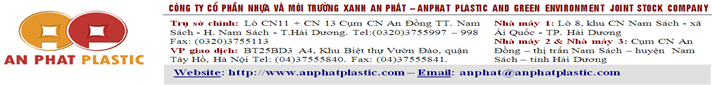 CÔNG TY CỔ PHẦN NHỰA VÀ MÔI TRƯỜNG XANH AN PHÁT – ANPHAT PLASTIC AND GREEN ENVIRONMENT JOINT STOCK COMPANY
Trụ sở chính: Lô CN11 + CN 13 Cụm CN An Đồng TT. Nam
Sách - H. Nam Sách - T.Hải Dương. Tel:(0320)3755997 – 998
Fax: (0320)3755113
VP giao dịch: BT25BD3 A4, Khu Biệt thự Vườn Đào, quận
Tây Hồ, Hà Nội Tel: (04)37555840. Fax: (04)37555841.
Nhà máy 1: Lô 8, khu CN Nam Sách - xã
Ái Quốc - TP. Hải Dương
Nhà máy 2 & Nhà máy 3: Cụm CN An
Đồng – thị trấn Nam Sách – huyện Nam
Sách – tỉnh Hải Dương
AN PHAT PLASTIC
Website: http://www.anphatplastic.com – Email: anphat@anphatplastic.com